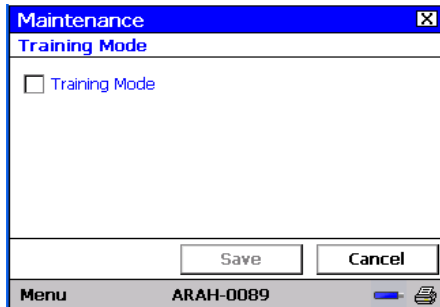 Maintenance
Training Mode
Training Mode
Save Cancel
Menu ARAH-0089